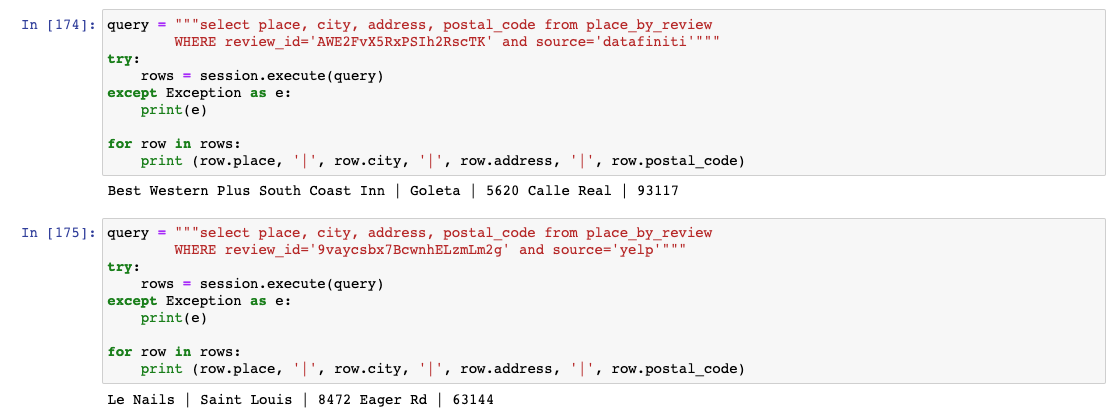 In [174]: query = """select place, city, address, postal_code from place_by_review
WHERE review_id='AWE2FvX5RxPSIh2RscTK' and source='datafiniti'"""
try:
rows = session.execute(query)
except Exception as e:
print(e)
for row in rows:
print (row.place, '|', row.city, '|', row.address, '|', row.postal_code)
Best Western Plus South Coast Inn | Goleta | 5620 Calle Real | 93117
In [175]: query = """select place, city, address, postal_code from place_by_review
WHERE review_id='9vaycsbx7BcwnhELzmLm2g' and source='yelp'"""
try:
rows = session.execute(query)
except Exception as e:
print(e)
for row in rows:
print (row.place, '|', row.city, '|', row.address, '|', row.postal_code)
Le Nails | Saint Louis | 8472 Eager Rd | 63144